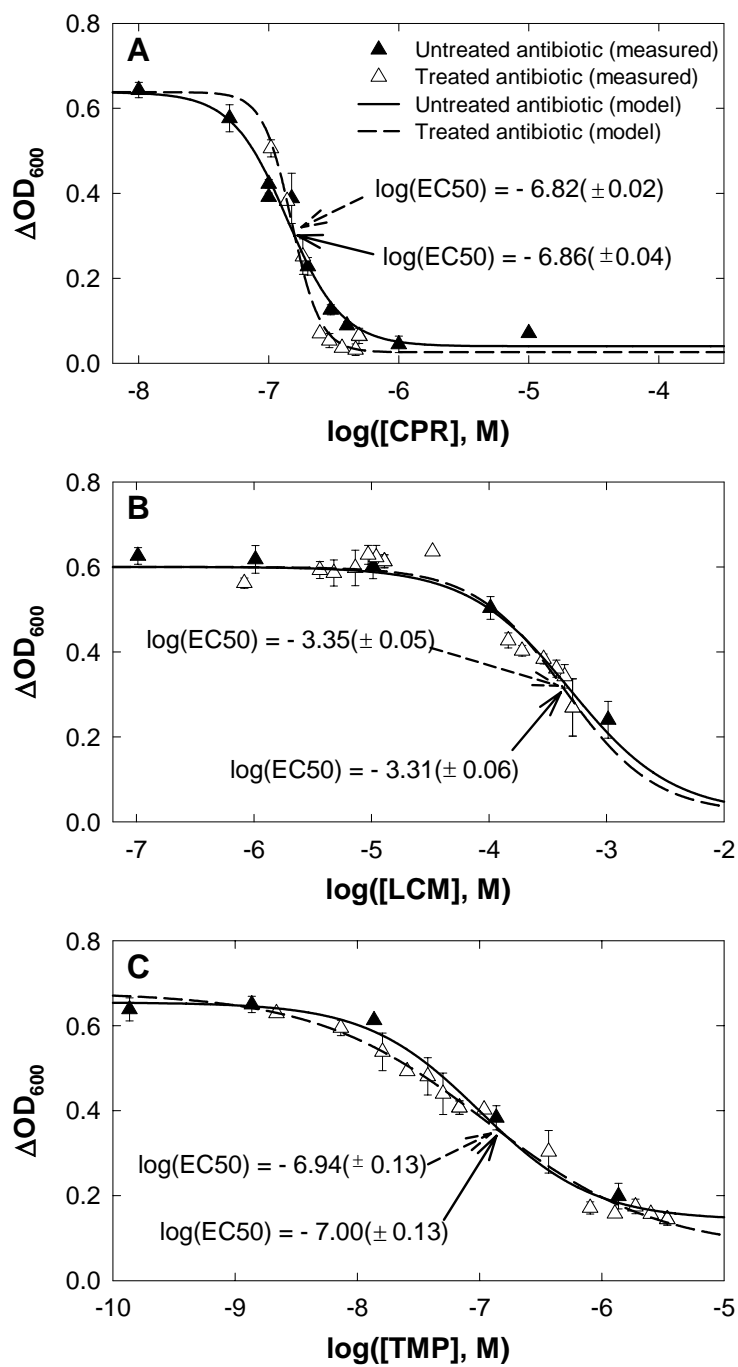 A
Untreated antibiotic (measured)
Treated antibiotic (measured)
Untreated antibiotic (model)
Treated antibiotic (model)
log(EC50) = - 6.82(±0.02)
log(EC50) = - 6.86(±0.04)
ΔOD600
0.8
0.6
0.4
0.2
0.0
-8 -7 -6 -5 -4
log([CPR], M)
B
log(EC50) = - 3.35(± 0.05)
log(EC50) = - 3.31(± 0.06)
ΔOD600
0.8
0.6
0.4
0.2
0.0
-7 -6 -5 -4 -3 -2
log([LCM], M)
C
log(EC50) = - 6.94(± 0.13)
log(EC50) = - 7.00(± 0.13)
ΔOD600
0.8
0.6
0.4
0.2
0.0
-10 -9 -8 -7 -6 -5
log([TMP], M)